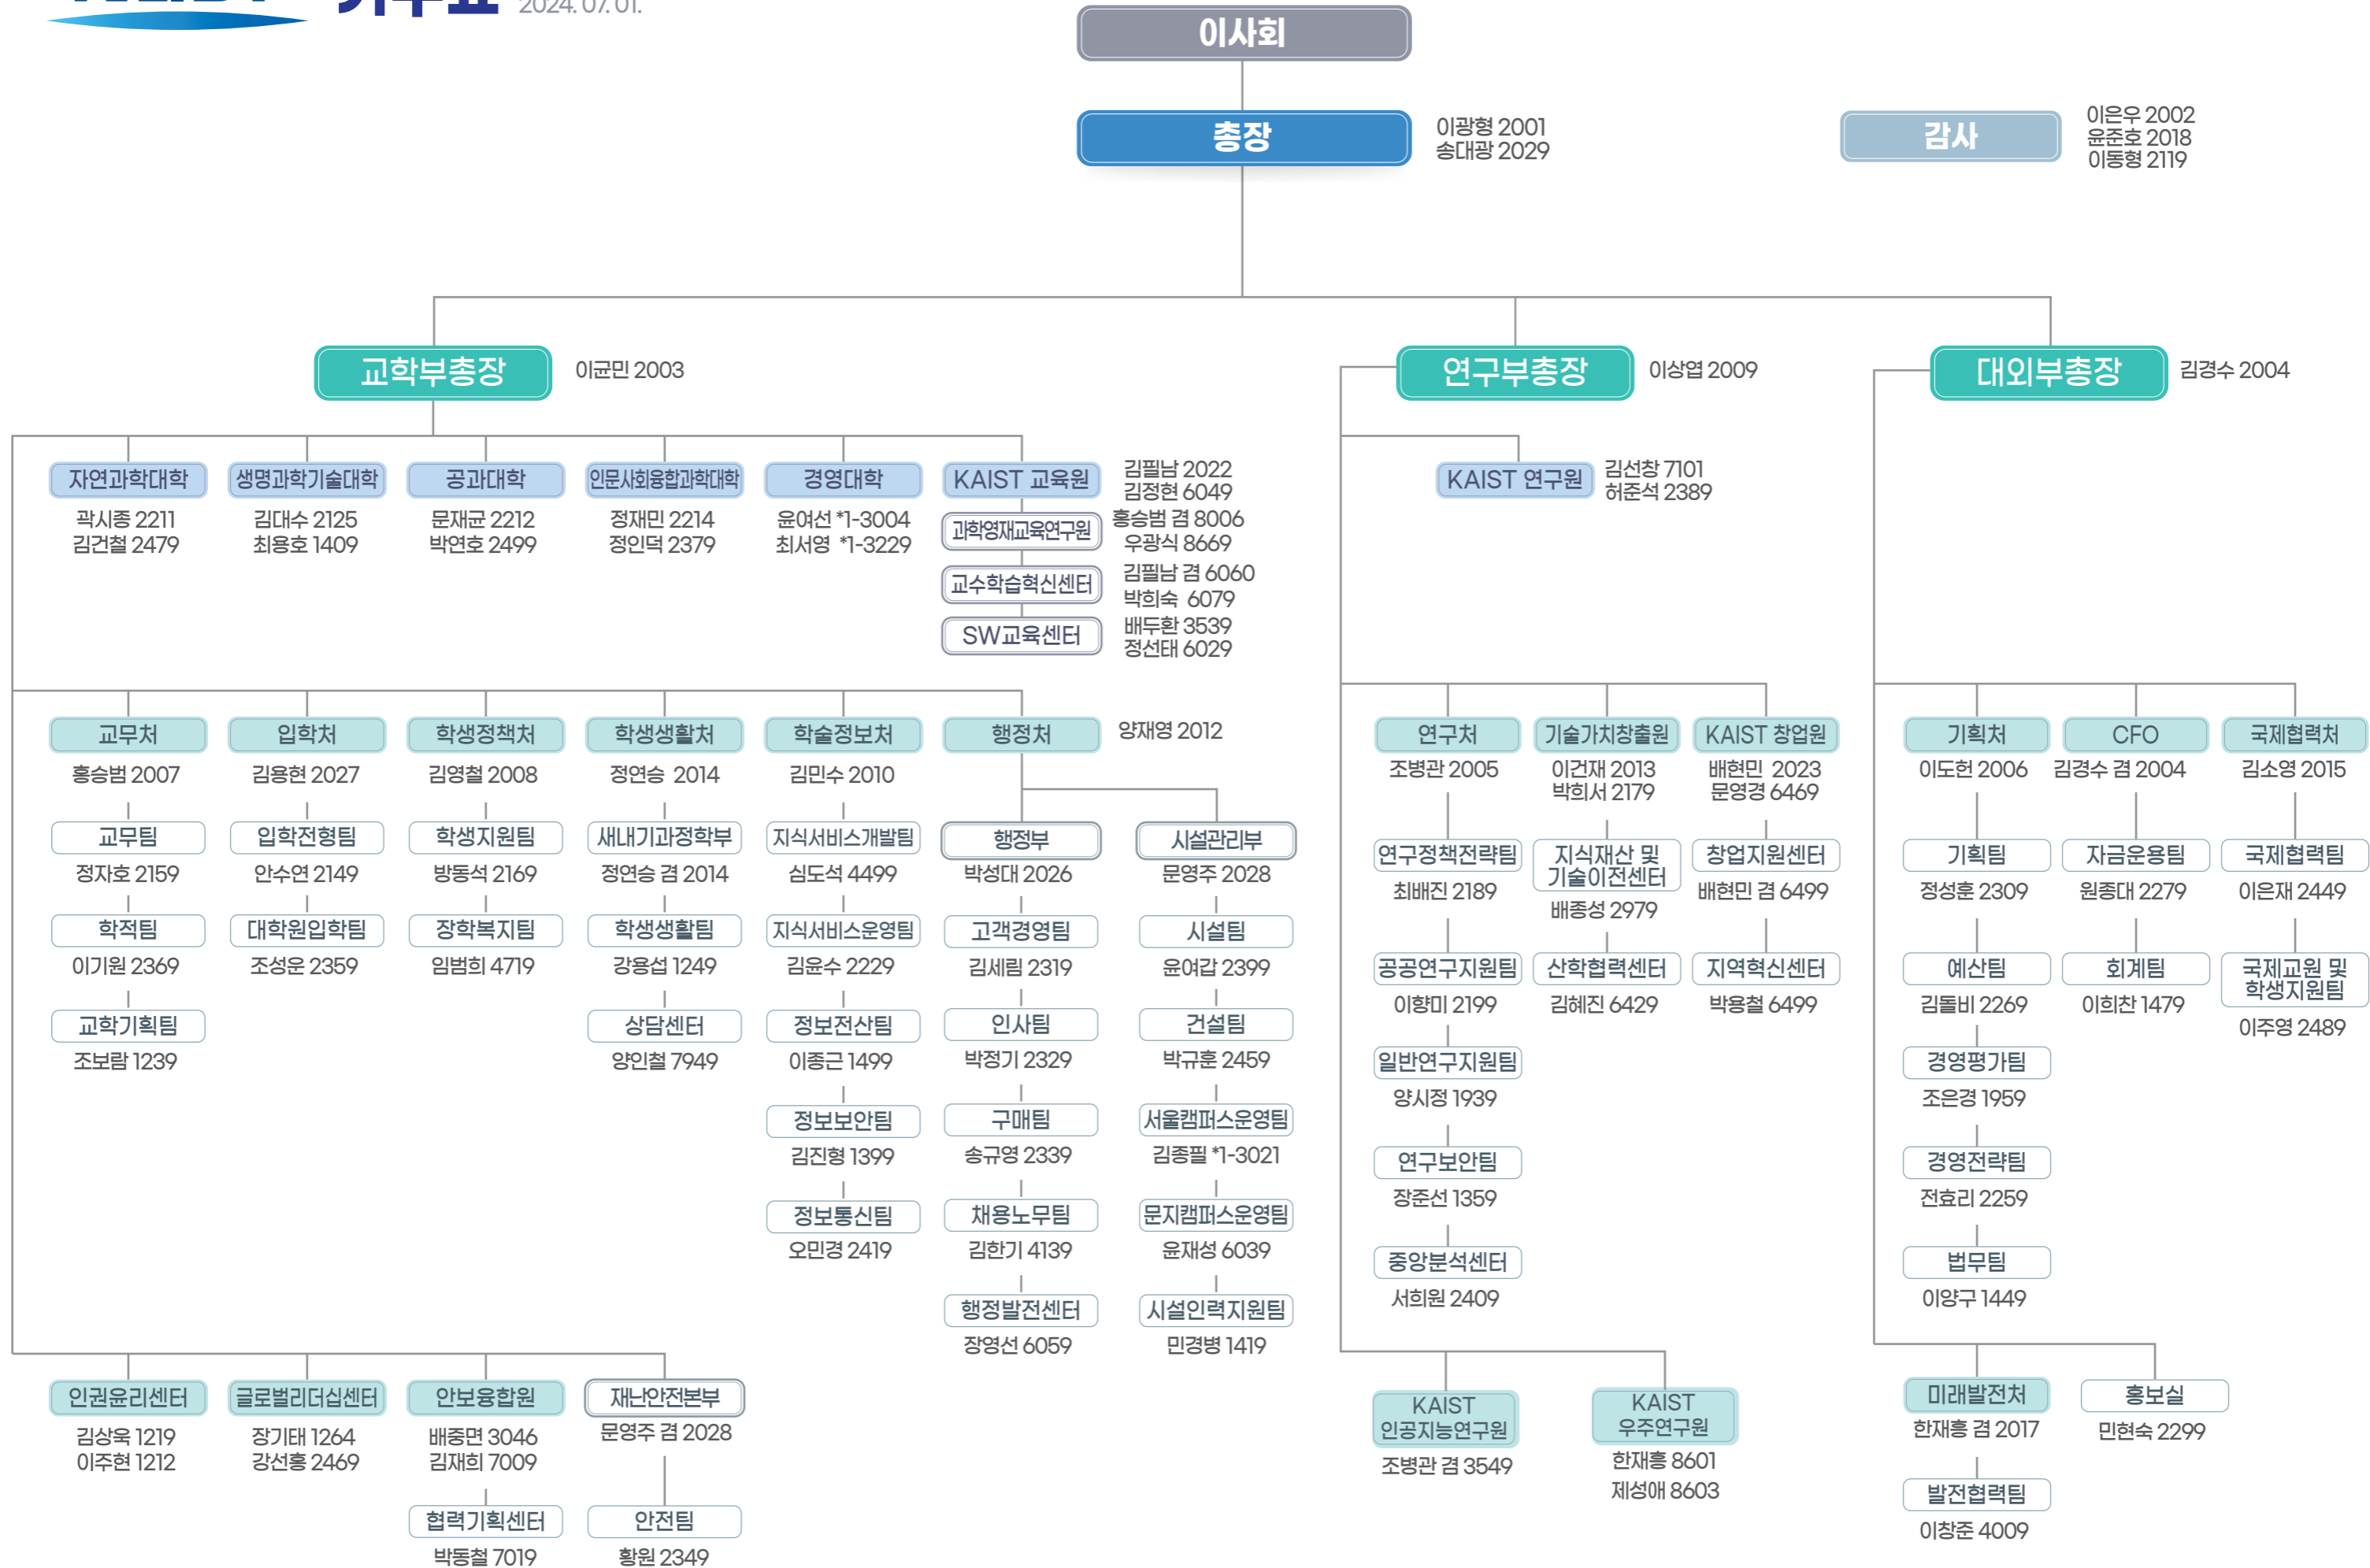 2024. 07. 01.
이사회
총장
이광형 2001
송대광 2029
감사
이은우 2002
윤준호 2018
이동형 2119
교학부총장
이균민 2003
연구부총장
이상엽 2009
대외부총장
김경수 2004
자연과학대학
곽시종 2211
김건철 2479
생명과학기술대학
김대수 2125
최용호 1409
공과대학
문재균 2212
박연호 2499
인문사회융합과학대학
정재민 2214
정인덕 2379
경영대학
윤여선 *1-3004
최서영 *1-3229
KAIST 교육원
김필남 2022
김정현 6049
과학영재교육연구원
홍승범 겸 8006
우광식 8669
교수학습혁신센터
김필남 겸 6060
박희숙 6079
SW교육센터
배두환 3539
정선태 6029
KAIST 연구원
김선창 7101
허준석 2389
교무처
홍승범 2007
교무팀
정자호 2159
학적팀
이기원 2369
교학기획팀
조보람 1239
입학처
김용현 2027
입학전형팀
안수연 2149
대학원입학팀
조성운 2359
학생정책처
김영철 2008
학생지원팀
방동석 2169
장학복지팀
임범희 4719
학생생활처
정연승 2014
새내기과정학부
정연승 겸 2014
학생생활팀
강용섭 1249
상담센터
양인철 7949
학술정보처
김민수 2010
지식서비스개발팀
심도석 4499
지식서비스운영팀
김윤수 2229
정보전산팀
이종근 1499
정보보안팀
김진형 1399
정보통신팀
오민경 2419
행정처
양재영 2012
행정부
박성대 2026
고객경영팀
김세림 2319
인사팀
박정기 2329
구매팀
송규영 2339
채용노무팀
김한기 4139
행정발전센터
장영선 6059
시설관리부
문영주 2028
시설팀
윤여갑 2399
건설팀
박규훈 2459
서울캠퍼스운영팀
김종필 *1-3021
문지캠퍼스운영팀
윤재성 6039
시설인력지원팀
민경병 1419
연구처
조병관 2005
연구정책전략팀
최배진 2189
공공연구지원팀
이향미 2199
일반연구지원팀
양시정 1939
연구보안팀
장준선 1359
중앙분석센터
서희원 2409
기술가치창출원
이건재 2013
박희서 2179
지식재산 및
기술이전센터
배종성 2979
산학협력센터
김혜진 6429
KAIST 창업원
배현민 2023
문영경 6469
창업지원센터
배현민 겸 6499
지역혁신센터
박용철 6499
기획처
이도헌 2006
기획팀
정성훈 2309
예산팀
김돌비 2269
경영평가팀
조은경 1959
경영전략팀
전효리 2259
법무팀
이양구 1449
CFO
김경수 겸 2004
자금운용팀
원종대 2279
회계팀
이희찬 1479
국제협력처
김소영 2015
국제협력팀
이은재 2449
국제교원 및
학생지원팀
이주영 2489
인권윤리센터
김상욱 1219
이주현 1212
글로벌리더십센터
장기태 1264
강선홍 2469
안보융합원
배중면 3046
김재희 7009
협력기획센터
박동철 7019
재난안전본부
문영주 겸 2028
안전팀
황원 2349
KAIST
인공지능연구원
조병관 겸 3549
KAIST
우주연구원
한재흥 8601
제성애 8603
미래발전처
한재흥 겸 2017
발전협력팀
이창준 4009
홍보실
민현숙 2299